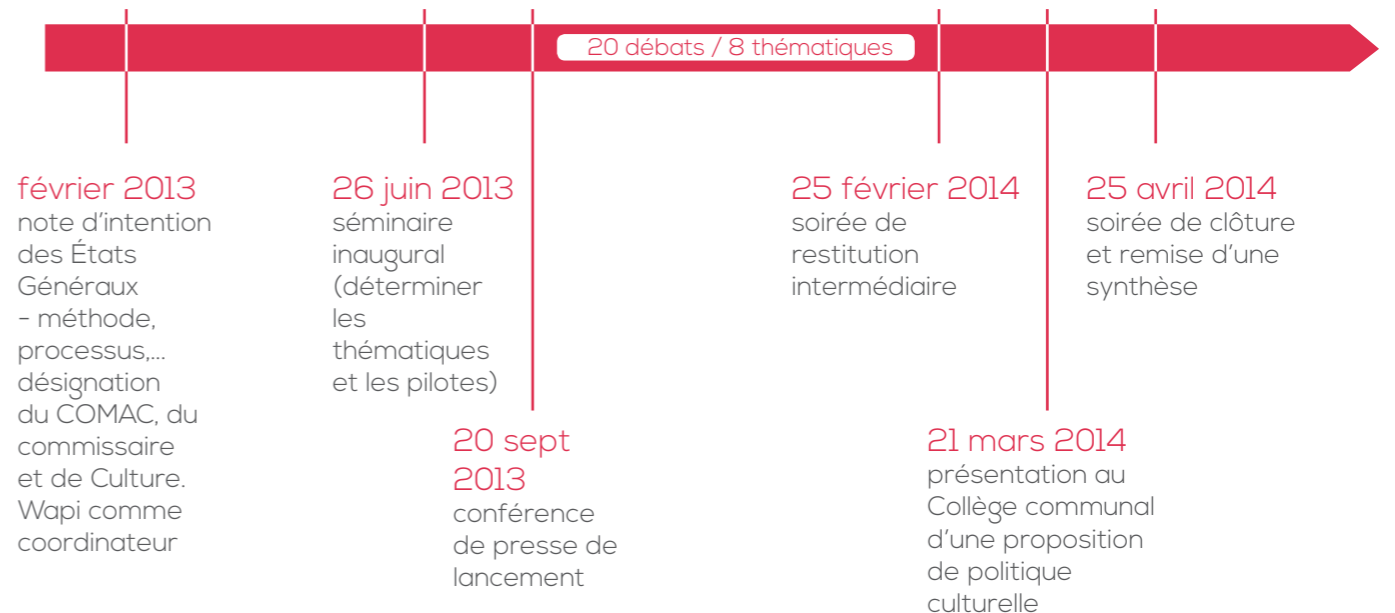 20 débats / 8 thématiques
février 2013
note d’intention
des États
Généraux
– méthode,
processus,...
désignation
du COMAC, du
commissaire
et de Culture.
Wapi comme
coordinateur
26 juin 2013
séminaire
inaugural
(déterminer
les
thématiques
et les pilotes)
20 sept
2013
conférence
de presse de
lancement
25 février 2014
soirée de
restitution
intermédiaire
21 mars 2014
présentation au
Collège communal
d’une proposition
de politique
culturelle
25 avril 2014
soirée de clôture
et remise d’une
synthèse